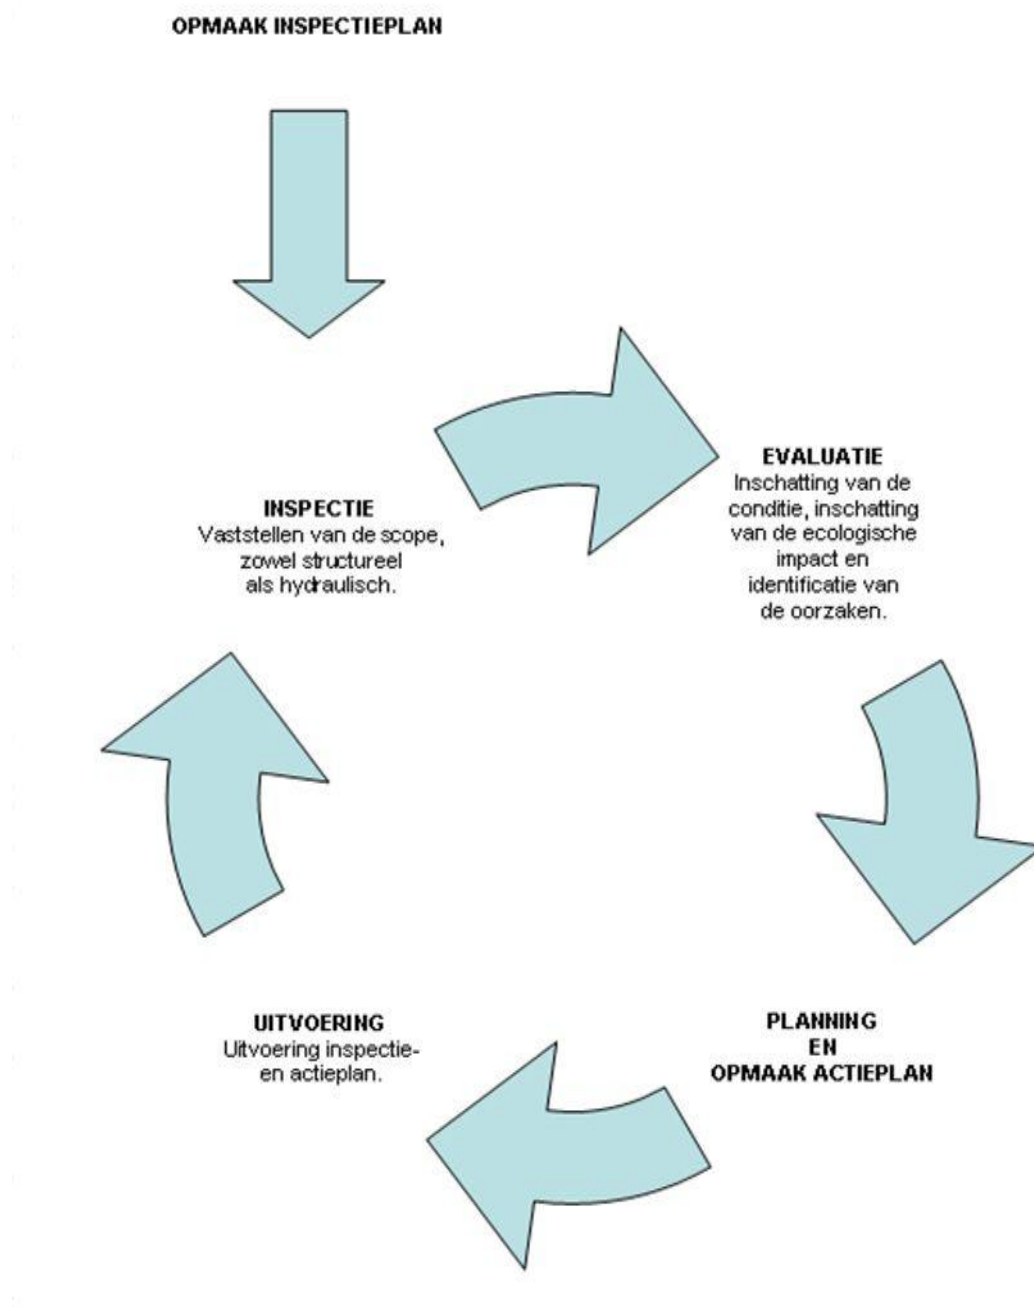 OPMAAK INSPECTIEPLAN
INSPECTIE
Vaststellen van de scope,
zowel structureel
als hydraulisch.
EVALUATIE
Inschatting van de
conditie, inschatting
van de ecologische
impact en
identificatie van
de oorzaken.
PLANNING
EN
OPMAAK ACTIEPLAN
UITVOERING
Uitvoering inspectie-
en actieplan.